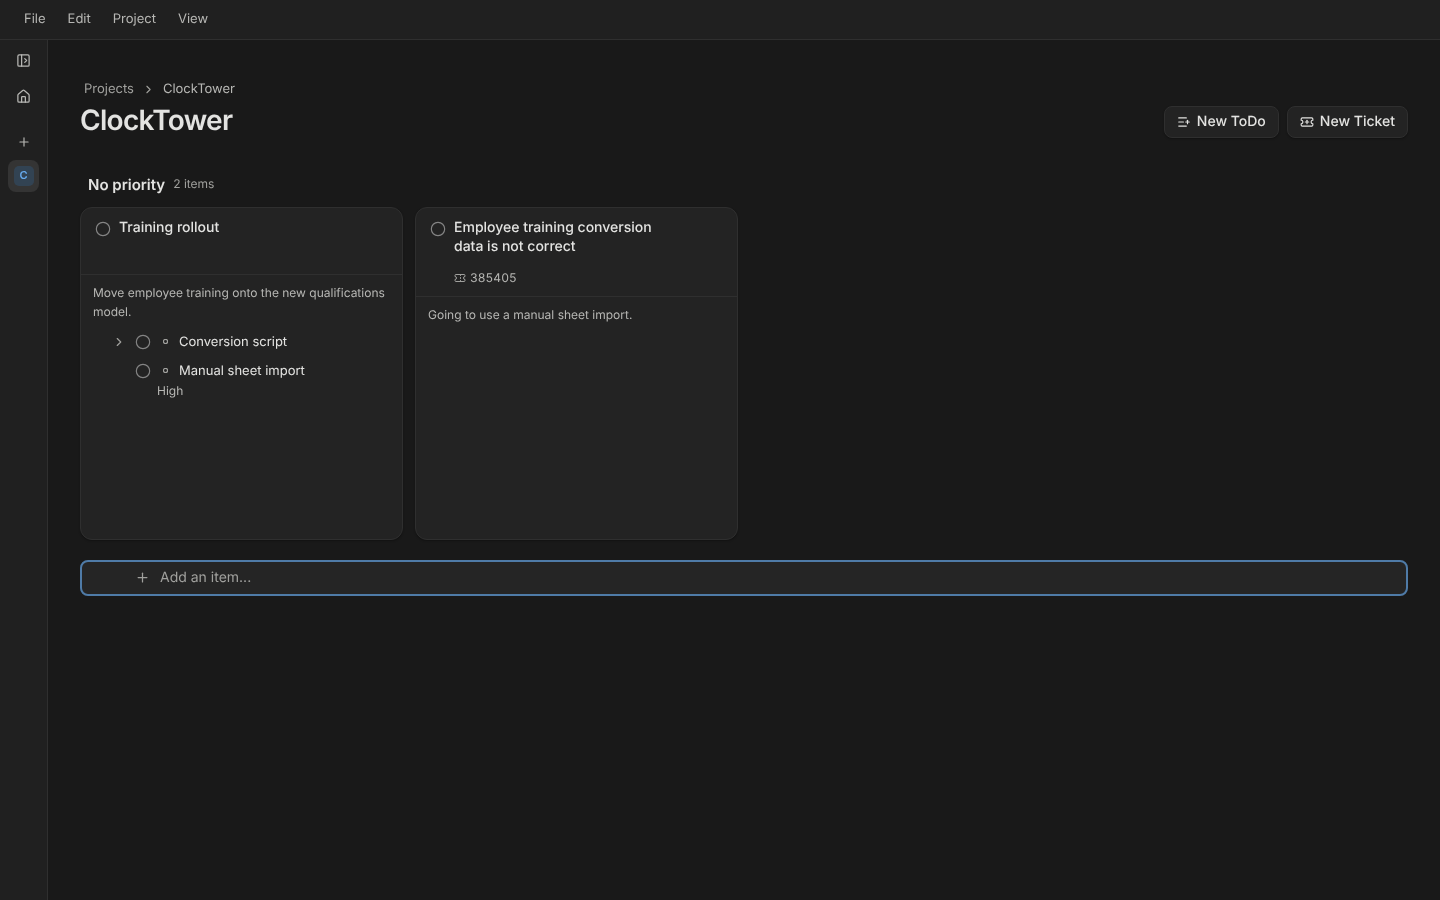 File Edit Project View
Projects > ClockTower
ClockTower
New ToDo New Ticket
C
No priority 2 items
Training rollout
Move employee training onto the new qualifications
model.
Conversion script
Manual sheet import
High
Employee training conversion
data is not correct
385405
Going to use a manual sheet import.
Add an item...